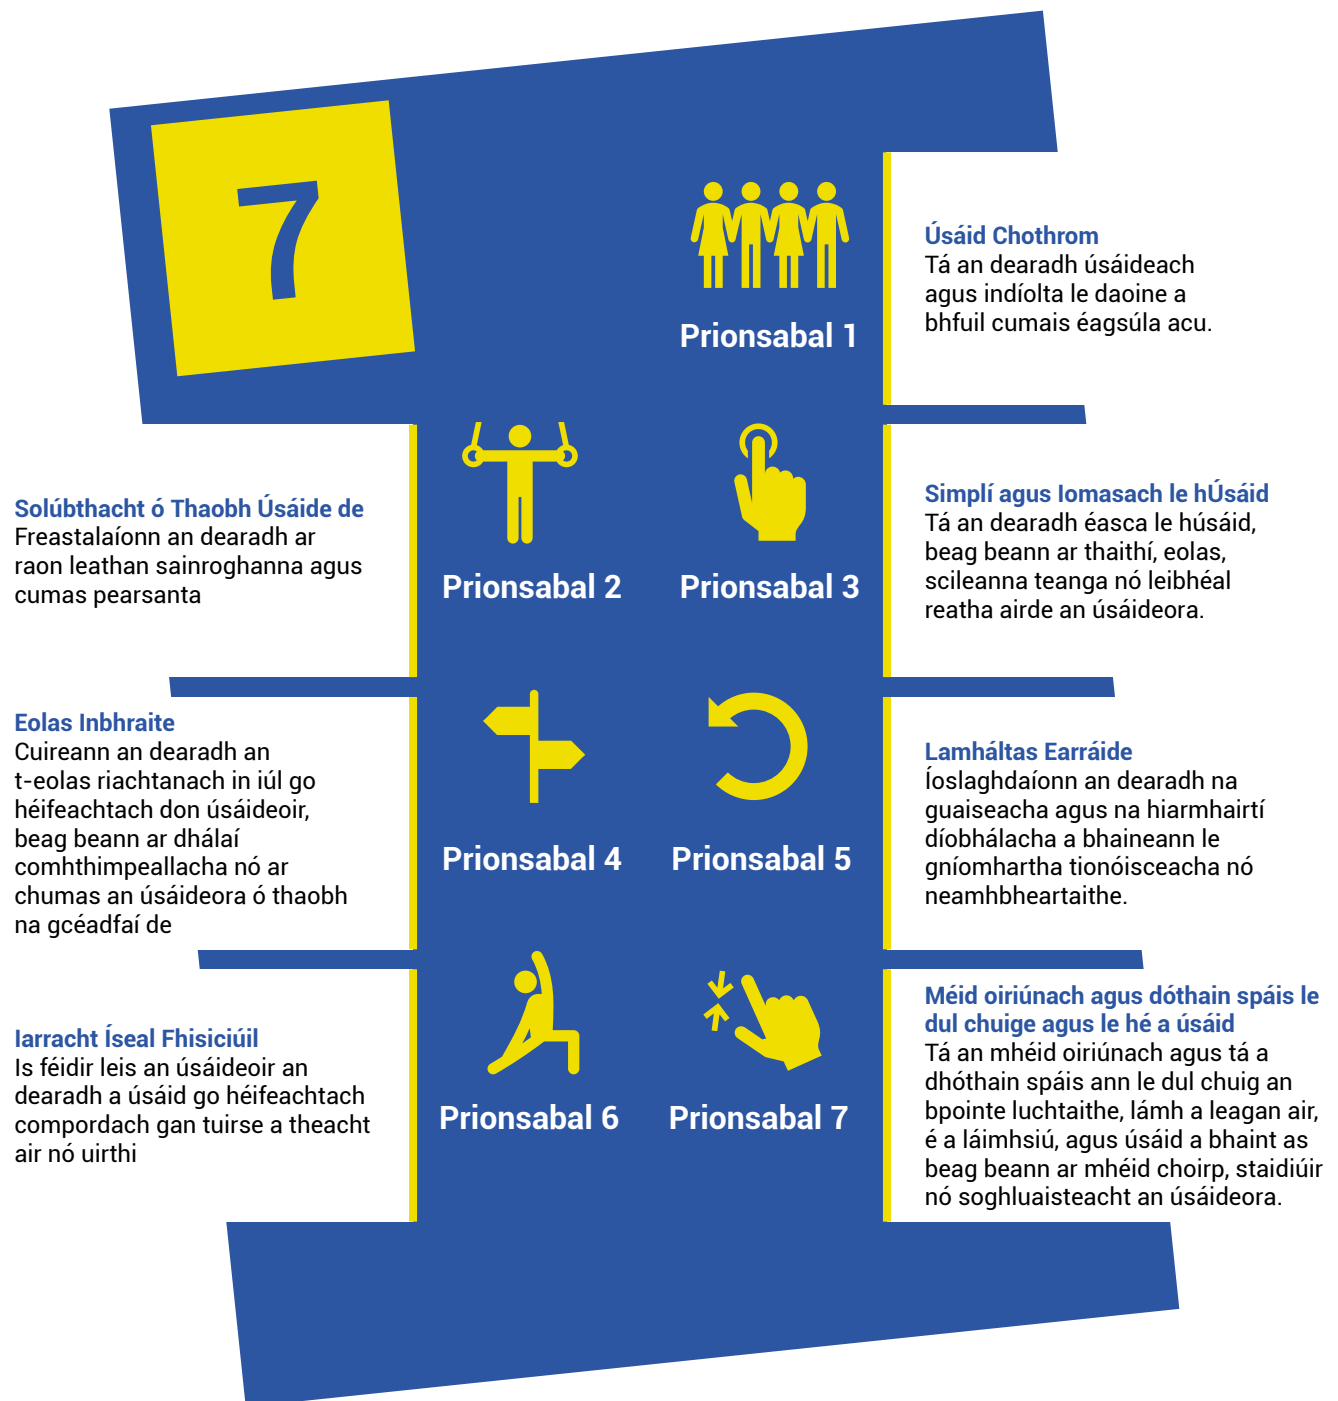 7
Prionsabal 1
Úsáid Chothrom
Tá an dearadh úsáideach
agus indíolta le daoine a
bhfuil cumais éagsúla acu.
Solúbthacht ó Thaobh Úsáide de
Freastalaíonn an dearadh ar
raon leathan sainroghanna agus
cumas pearsanta
Prionsabal 2
Prionsabal 3
Simplí agus Iomasach le hÚsáid
Tá an dearadh éasca le húsáid,
beag beann ar thaithí, eolas,
scileanna teanga nó leibhéal
reatha airde an úsáideora.
Eolas Inbhraite
Cuireann an dearadh an
t-eolas riachtanach in iúl go
héifeachtach don úsáideoir,
beag beann ar dhálaí
comhthimpeallacha nó ar
chumas an úsáideora ó thaobh
na gcéadfaí de
Prionsabal 4
Prionsabal 5
Lamháltas Earráide
Íoslaghdaíonn an dearadh na
guaiseacha agus na hiarmhairtí
díobhálacha a bhaineann le
gníomhartha tionóisceacha nó
neamhbheartaithe.
Iarracht Íseal Fhisiciúil
Is féidir leis an úsáideoir an
dearadh a úsáid go héifeachtach
compordach gan tuirse a theacht
air nó uirthi
Prionsabal 6
Prionsabal 7
Méid oiriúnach agus dóthain spáis le
dul chuige agus le hé a úsáid
Tá an mhéid oiriúnach agus tá a
dhóthain spáis ann le dul chuig an
bpointe luchtaithe, lámh a leagan air,
é a láimhsiú, agus úsáid a bhaint as
beag beann ar mhéid choirp, staidiúir
nó soghluaisteacht an úsáideora.